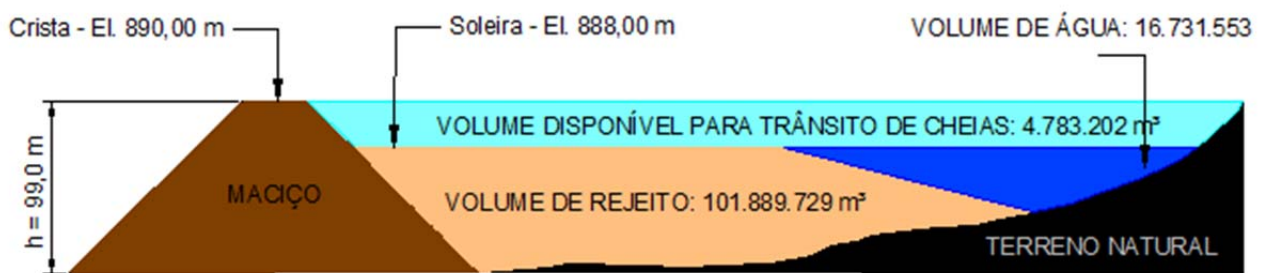 Crista - El. 890,00 m
Soleira - El. 888,00 m
VOLUME DE ÁGUA: 16.731.553
VOLUME DISPONÍVEL PARA TRÂNSITO DE CHEIAS: 4.783.202 m³
h = 99,0 m
MACIÇO
VOLUME DE REJEITO: 101.889.729 m³
TERRENO NATURAL